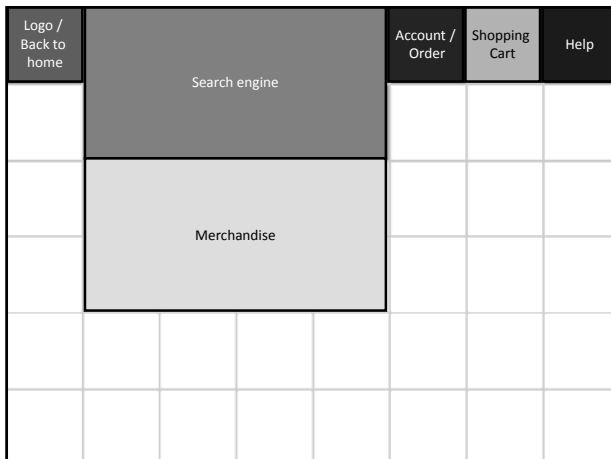 Logo /
Back to
home
Search engine
Account /
Order
Shopping
Cart
Help
Merchandise